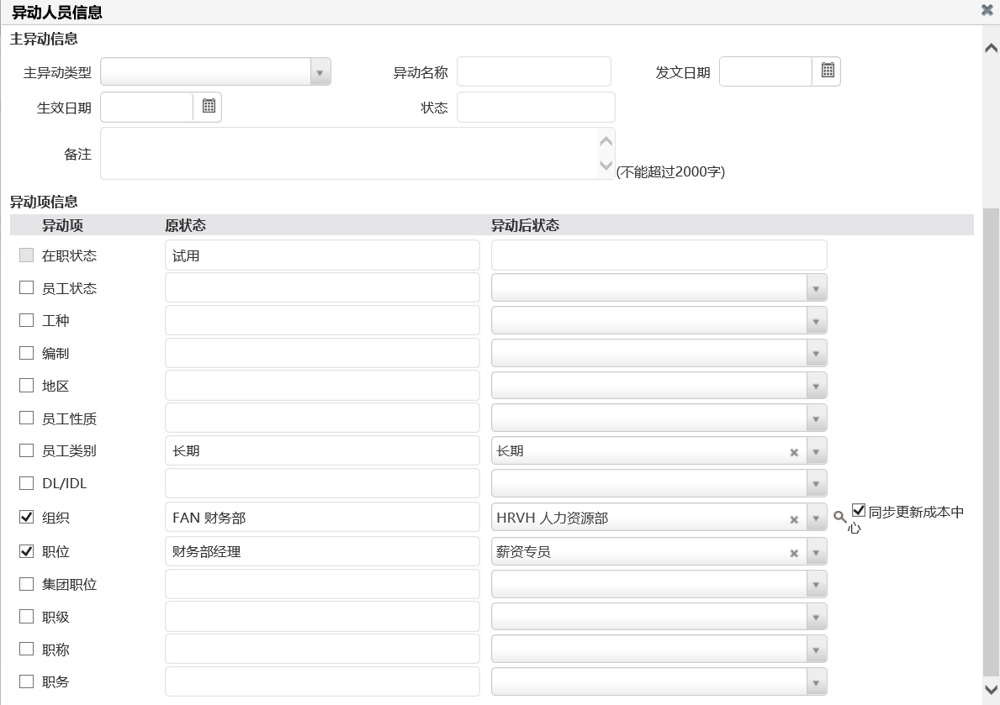 异动人员信息
主异动信息
主异动类型 异动名称 发文日期
生效日期 状态
备注 (不能超过2000字)
异动项信息
异动项 原状态 异动后状态
在职状态 试用
员工状态
工种
编制
地区
员工性质
员工类别 长期 长期
DL/IDL
组织 FAN 财务部 HRVH 人力资源部 同步更新成本中
心
职位 财务部经理 薪资专员
集团职位
职级
职称
职务